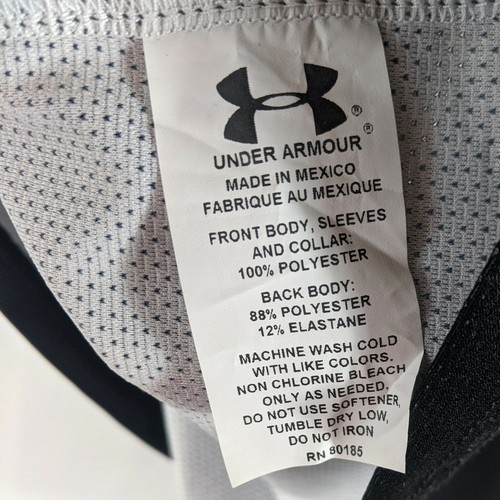 ®
UNDER ARMOUR®
MADE IN MEXICO
FABRIQUE AU MEXIQUE
FRONT BODY, SLEEVES
AND COLLAR:
100% POLYESTER
BACK BODY:
88% POLYESTER
12% ELASTANE
MACHINE WASH COLD
WITH LIKE COLORS.
NON CHLORINE BLEACH
ONLY AS NEEDED,
DO NOT USE SOFTENER,
TUMBLE DRY LOW,
DO NOT IRON
RN 80185